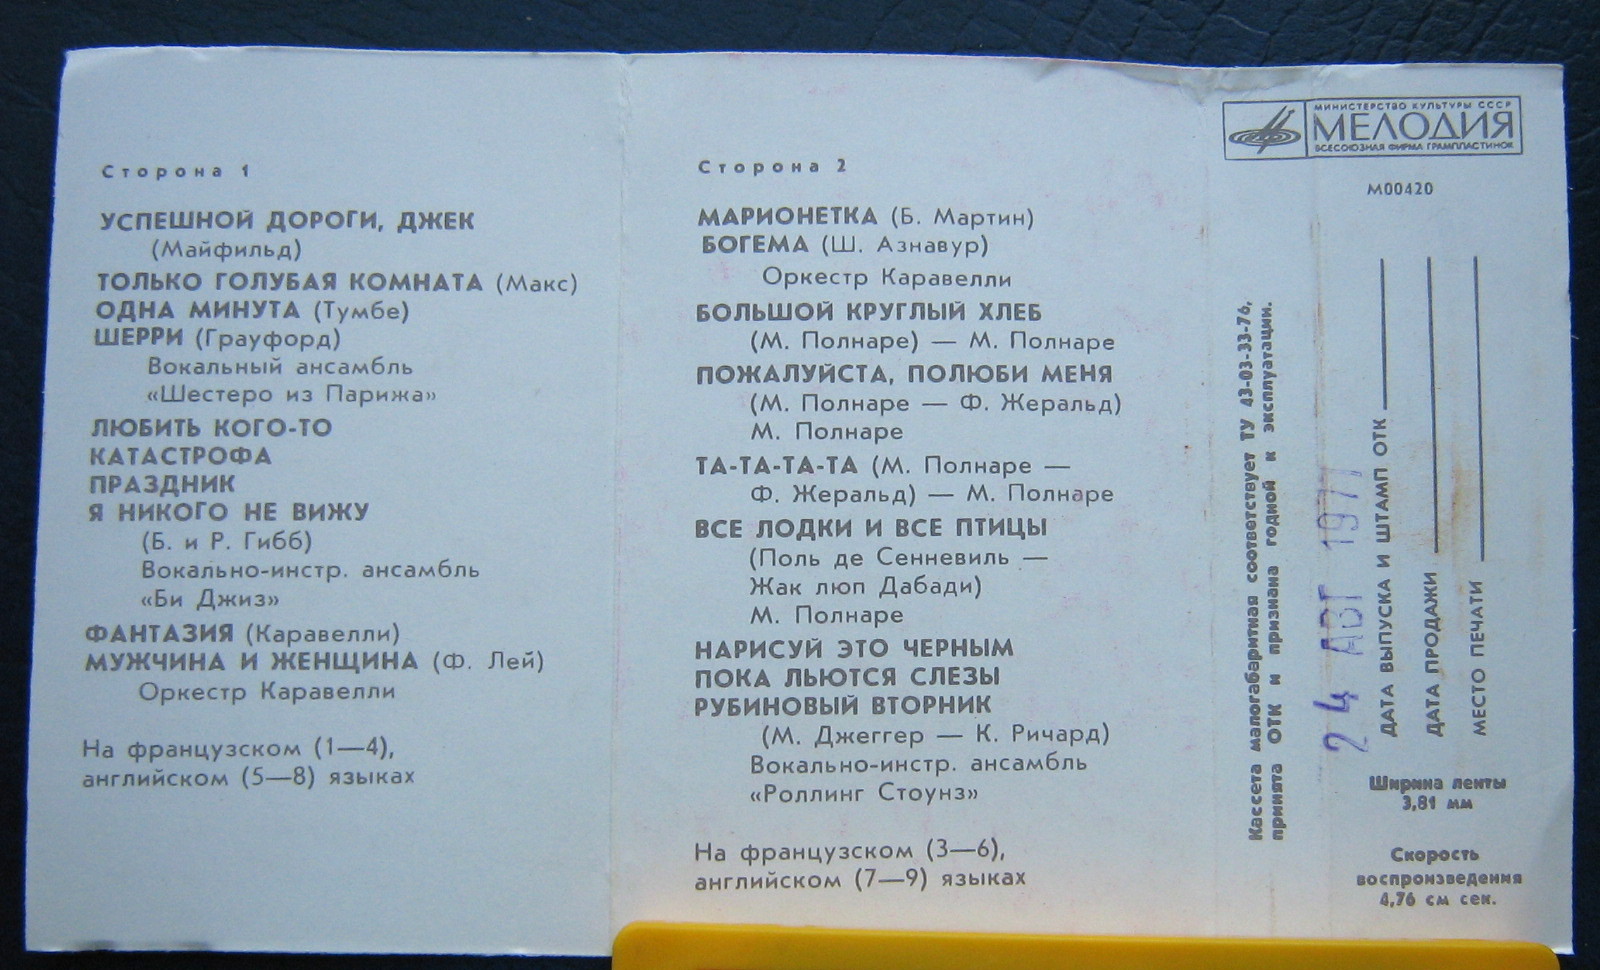 Сторона 1
УСПЕШНОЙ ДОРОГИ, ДЖЕК
(Майфильд)
ТОЛЬКО ГОЛУБАЯ КОМНАТА (Макс)
ОДНА МИНУТА (Тумбе)
ШЕРРИ (Грауфорд)
Вокальный ансамбль
«Шестеро из Парижа»
ЛЮБИТЬ КОГО-ТО
КАТАСТРОФА
ПРАЗДНИК
Я НИКОГО НЕ ВИЖУ
(Б. и Р. Гибб)
Вокально-инстр. ансамбль
«Би Джиз»
ФАНТАЗИЯ (Каравелли)
МУЖЧИНА И ЖЕНЩИНА (Ф. Лей)
Оркестр Каравелли
На французском (1—4),
английском (5—8) языках
Сторона 2
МАРИОНЕТКА (Б. Мартин)
БОГЕМА (Ш. Азнавур)
Оркестр Каравелли
БОЛЬШОЙ КРУГЛЫЙ ХЛЕБ
(М. Полнаре) — М. Полнаре
ПОЖАЛУЙСТА, ПОЛЮБИ МЕНЯ
(М. Полнаре — Ф. Жеральд)
М. Полнаре
ТА-ТА-ТА-ТА (М. Полнаре —
Ф. Жеральд) — М. Полнаре
ВСЕ ЛОДКИ И ВСЕ ПТИЦЫ
(Поль де Сенневиль —
Жак люп Дабади)
М. Полнаре
НАРИСУЙ ЭТО ЧЕРНЫМ
ПОКА ЛЬЮТСЯ СЛЕЗЫ
РУБИНОВЫЙ ВТОРНИК
(М. Джеггер — К. Ричард)
Вокально-инстр. ансамбль
«Роллинг Стоунз»
На французском (3—6),
английском (7—9) языках
МИНИСТЕРСТВО КУЛЬТУРЫ СССР
МЕЛОДИЯ
ВСЕСОЮЗНАЯ ФИРМА ГРАМПЛАСТИНОК
М00420
Кассета малогабаритная соответствует ТУ 43-03-33-76,
принята ОТК и признана годной к эксплуатации.
24 АВГ 1977
ДАТА ВЫПУСКА И ШТАМП ОТК
ДАТА ПРОДАЖИ
МЕСТО ПЕЧАТИ
Ширина ленты
3,81 мм
Скорость
воспроизведения
4,76 см сек.